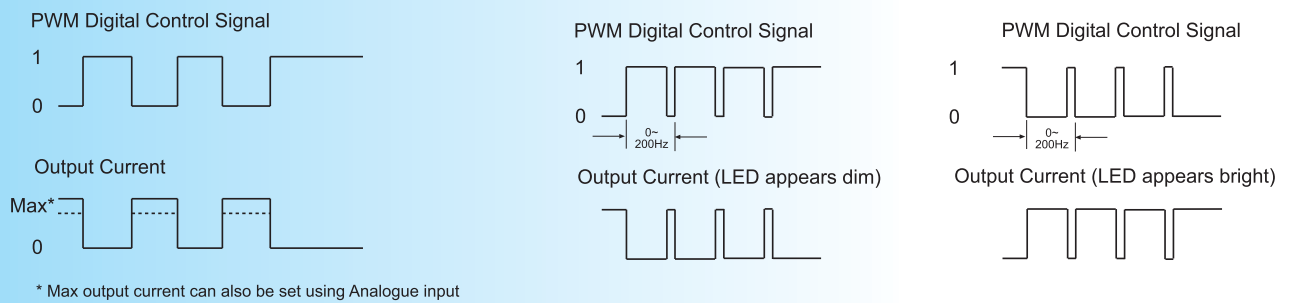 PWM Digital Control Signal
1
0
Output Current
Max*
0
* Max output current can also be set using Analogue input
PWM Digital Control Signal
1
0
0~
200Hz
Output Current (LED appears dim)
PWM Digital Control Signal
1
0
0~
200Hz
Output Current (LED appears bright)